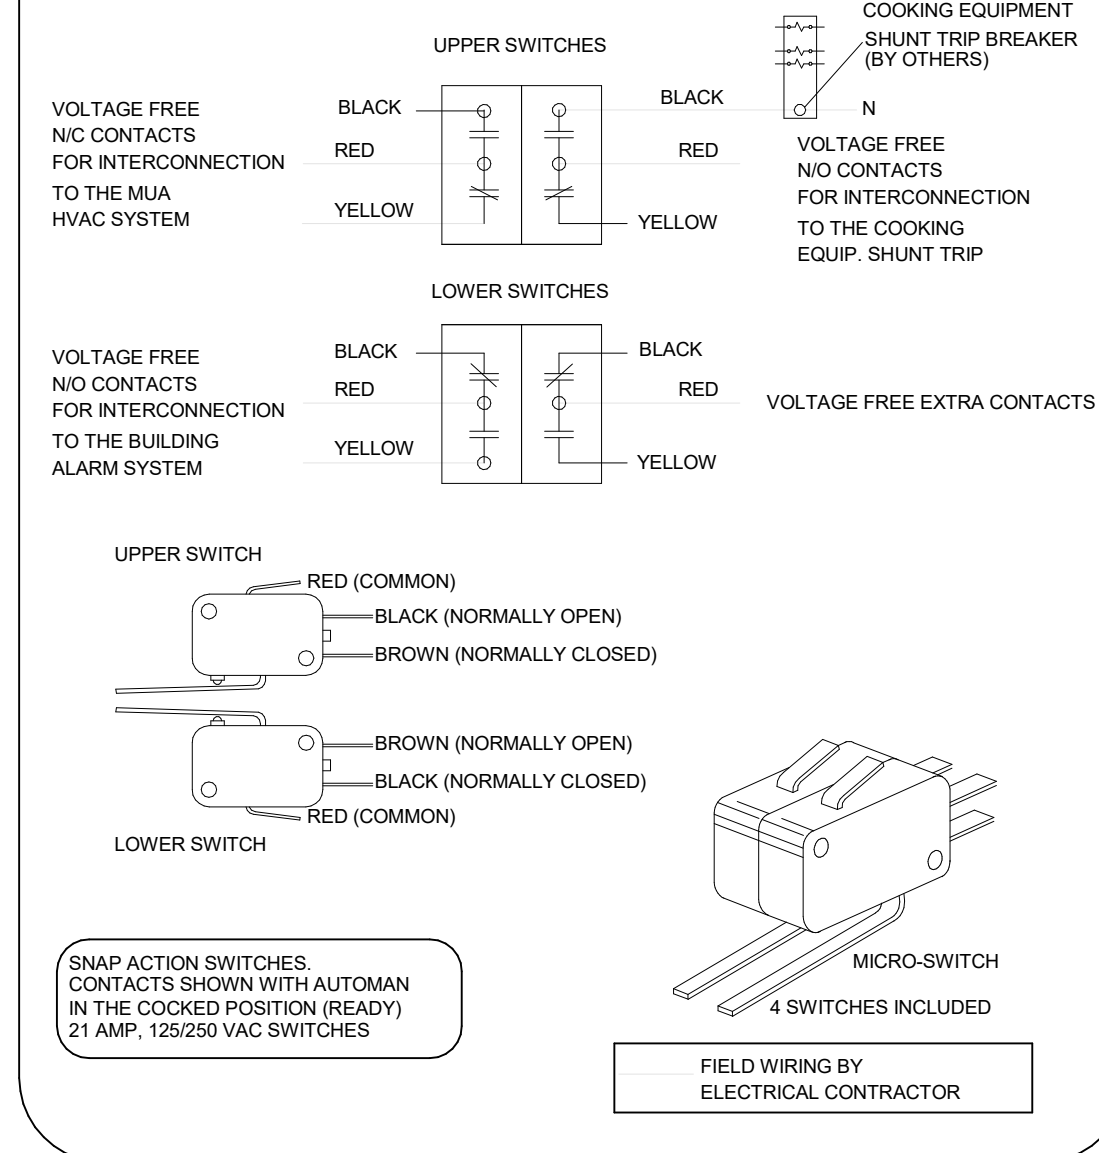 COOKING EQUIPMENT
SHUNT TRIP BREAKER
(BY OTHERS)
N
UPPER SWITCHES
VOLTAGE FREE
N/C CONTACTS
FOR INTERCONNECTION
TO THE MUA
HVAC SYSTEM
BLACK
RED
YELLOW
BLACK
RED
YELLOW
VOLTAGE FREE
N/O CONTACTS
FOR INTERCONNECTION
TO THE COOKING
EQUIP. SHUNT TRIP
LOWER SWITCHES
VOLTAGE FREE
N/O CONTACTS
FOR INTERCONNECTION
TO THE BUILDING
ALARM SYSTEM
BLACK
RED
YELLOW
BLACK
RED
YELLOW
VOLTAGE FREE EXTRA CONTACTS
UPPER SWITCH
RED (COMMON)
BLACK (NORMALLY OPEN)
BROWN (NORMALLY CLOSED)
BROWN (NORMALLY OPEN)
BLACK (NORMALLY CLOSED)
RED (COMMON)
LOWER SWITCH
SNAP ACTION SWITCHES.
CONTACTS SHOWN WITH AUTOMAN
IN THE COCKED POSITION (READY)
21 AMP, 125/250 VAC SWITCHES
MICRO-SWITCH
4 SWITCHES INCLUDED
FIELD WIRING BY
ELECTRICAL CONTRACTOR